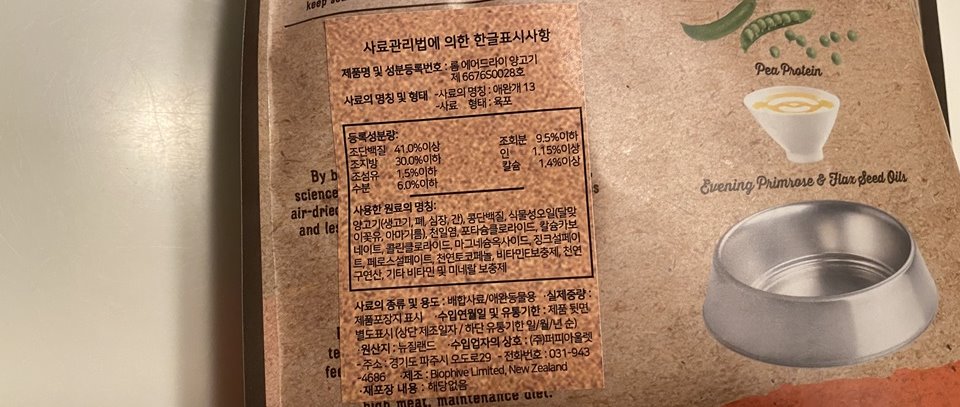 keep
사료관리법에 의한 한글표시사항
제품명 및 성분등록번호 : 룸 에어드라이 양고기
제 6676S0028호
사료의 명칭 및 형태 -사료의 명칭 : 애완개 13
-사료 형태 : 육포
등록성분량:
조단백질 41.0%이상 조회분 9.5%이하
조지방 30.0%이하 인 1.15%이상
조섬유 1.5%이하 칼슘 1.4%이상
수분 6.0%이하
사용한 원료의 명칭:
양고기(생고기, 폐, 심장, 간), 콩단백질, 식물성오일(달맞
이꽃유, 아마기름), 천일염, 포타슘클로라이드, 칼슘카보
네이트, 콜린클로라이드, 마그네슘옥사이드, 징크설페이
트, 페로스설페이트, 천연토코페놀, 비타민E보충제, 천연
구연산, 기타 비타민 및 미네랄 보충제
사료의 종류 및 용도 : 배합사료/애완동물용 ·실제중량 :
제품포장지 표시 ·수입연월일 및 유통기한 : 제품 뒷면
별도표시 (상단 제조일자 / 하단 유통기한 일/월/년 순)
·원산지 : 뉴질랜드 ·수입업자의 상호 : (주)퍼피아울렛
- 주소 : 경기도 파주시 오도로29 - 전화번호 : 031-943
-4686 ·제조 : Biophive Limited, New Zealand
·재포장 내용 : 해당없음
By b
science
air-dried
and les
high meat, maintenance diet.
Pea Protein
Evening Primrose & Flax Seed Oils